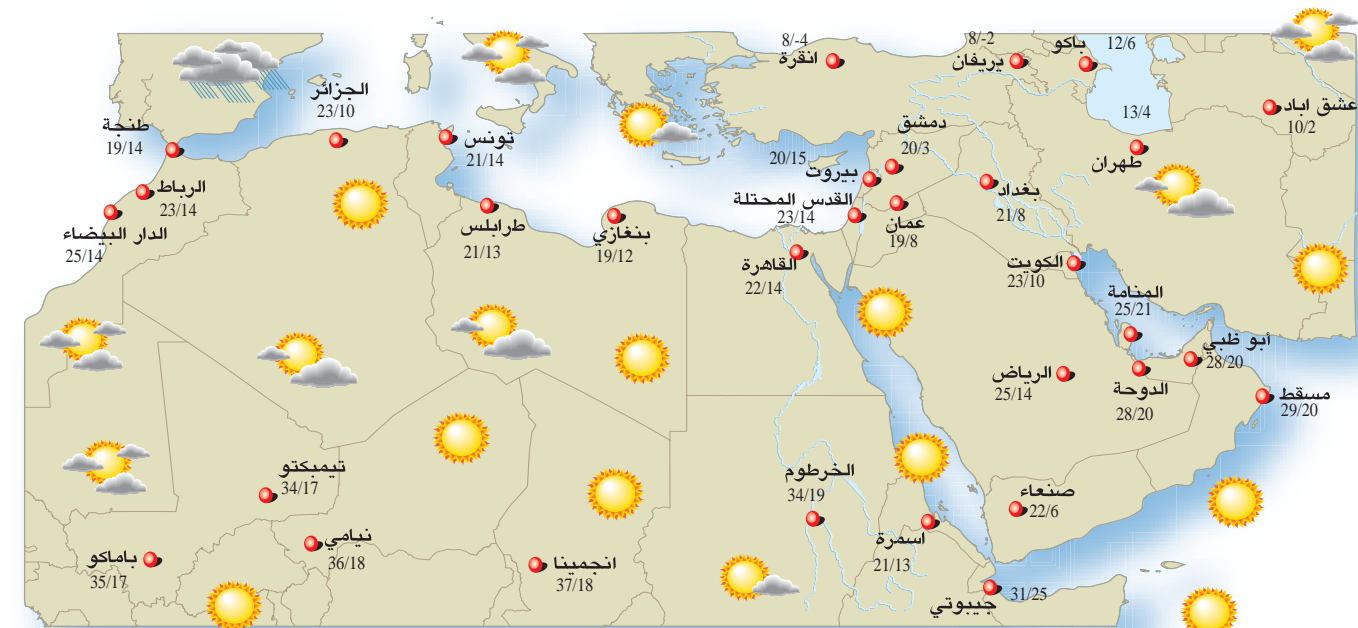 8/-4
انقرة
8/-2
يريفان
12/6
باكو
عشق اباد
10/2
13/4
طهران
الجزائر
23/10
طنجة
19/14
تونس
21/14
دمشق
20/3
20/15
بيروت
بغداد
21/8
الرباط
23/14
القدس المحتلة
23/14
عمان
19/8
الدار البيضاء
25/14
طرابلس
21/13
بنغازي
19/12
القاهرة
22/14
الكويت
23/10
المنامة
25/21
أبو ظبي
28/20
الرياض
25/14
الدوحة
28/20
مسقط
29/20
تيمبكتو
34/17
الخرطوم
34/19
صنعاء
22/6
اسمرة
21/13
نيامي
36/18
باماكو
35/17
انجمينا
37/18
جيبوتي
31/25